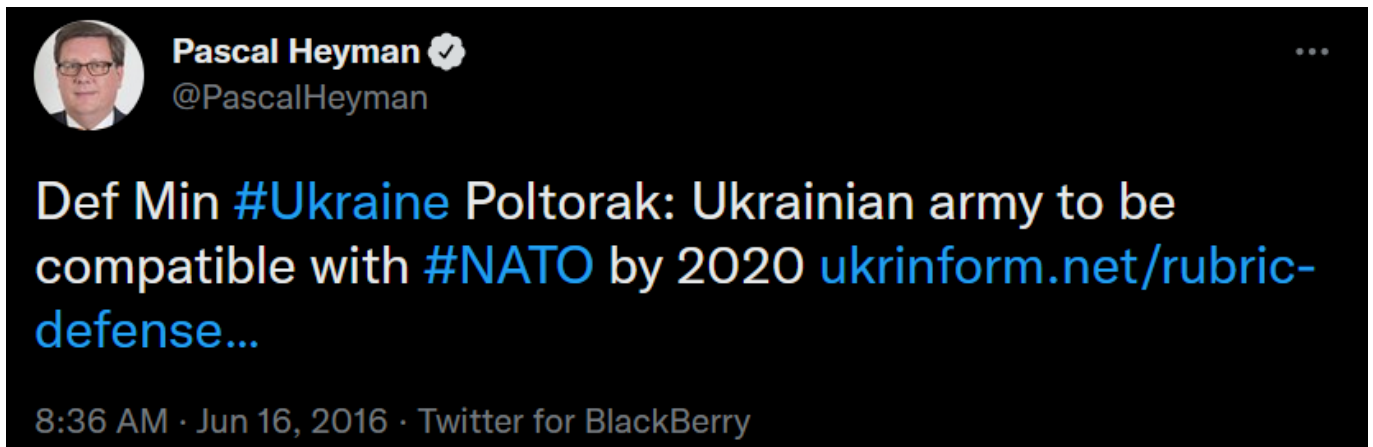 Pascal Heyman
@PascalHeyman
Def Min #Ukraine Poltorak: Ukrainian army to be
compatible with #NATO by 2020 ukrinform.net/rubric-
defense…
8:36 AM · Jun 16, 2016 · Twitter for BlackBerry